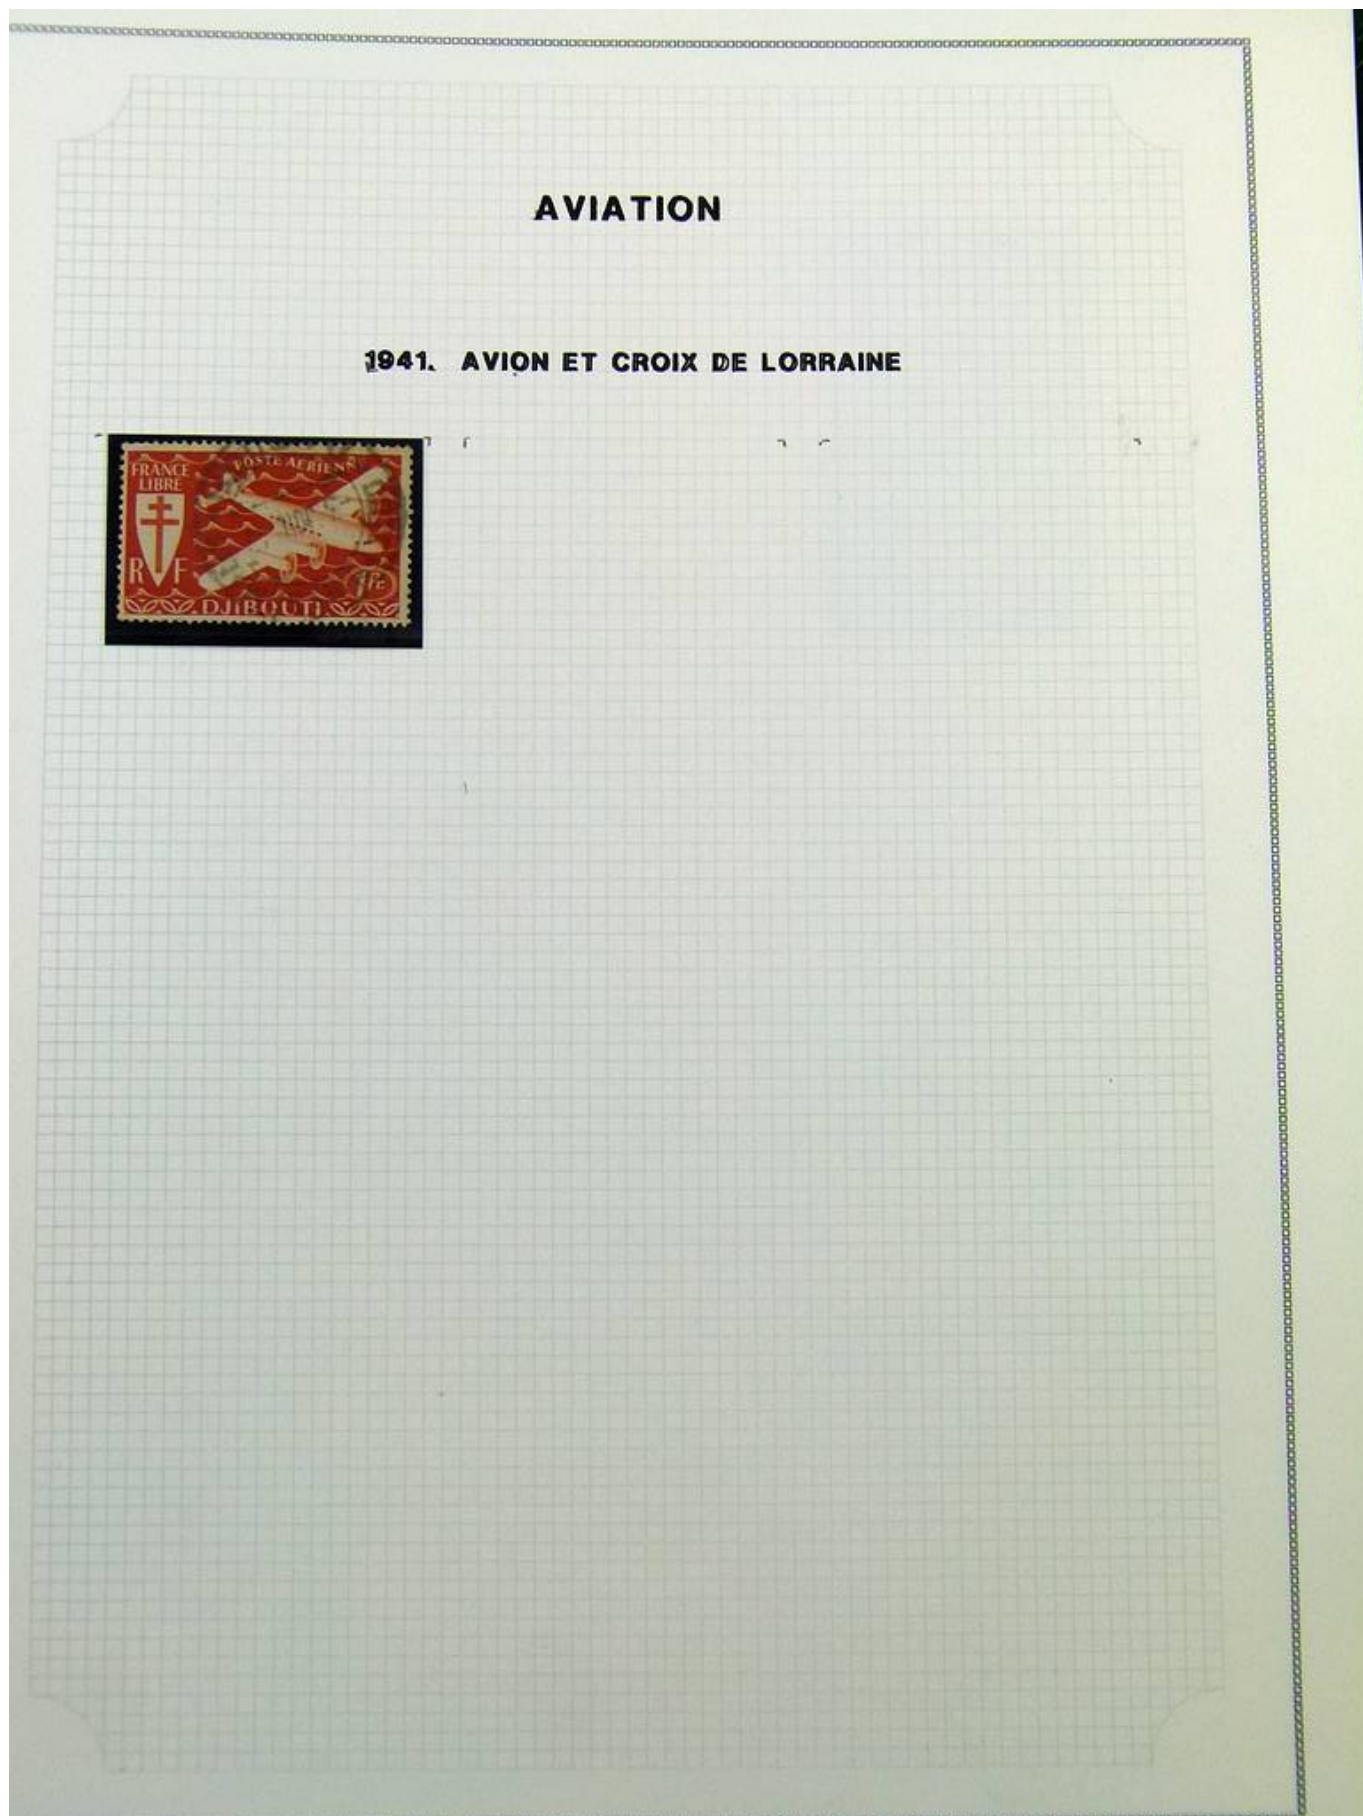 AVIATION
1941. AVION ET CROIX DE LORRAINE
FRANCE
LIBRE
POSTE AERIENNE
R F
1Fr.
DJIBOUTI